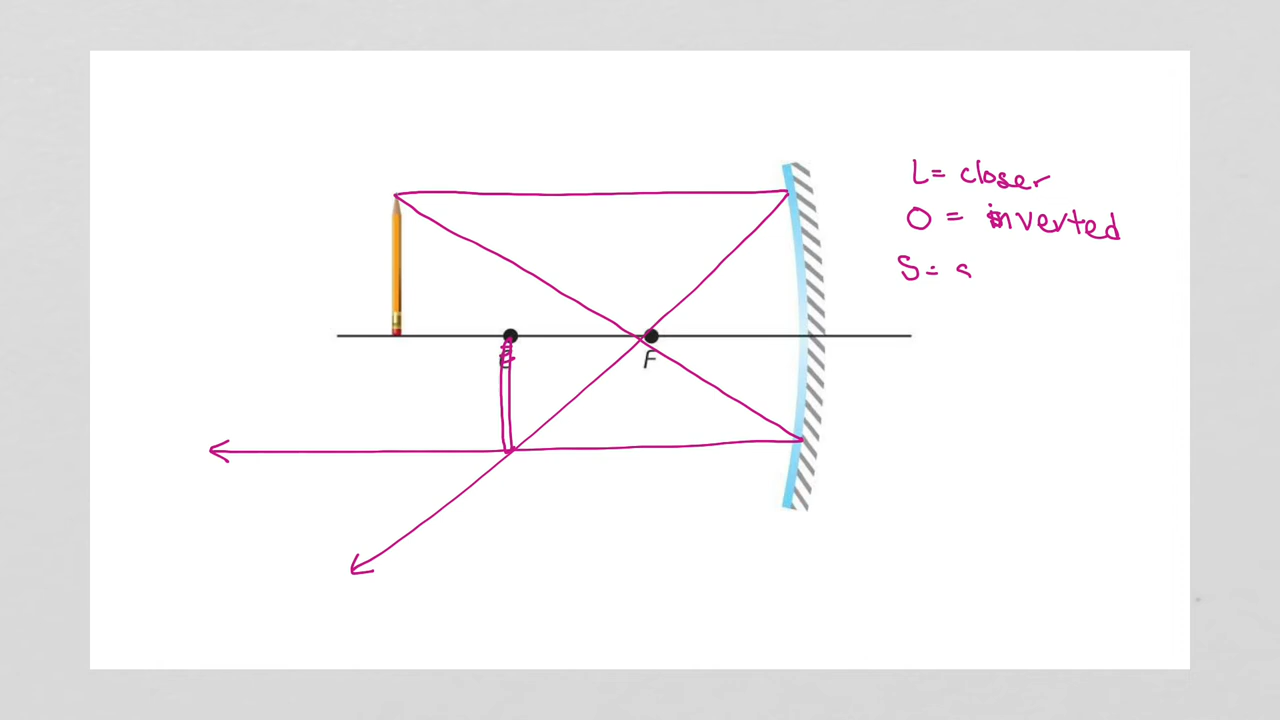 L= closer
O = inverted
S= s
F